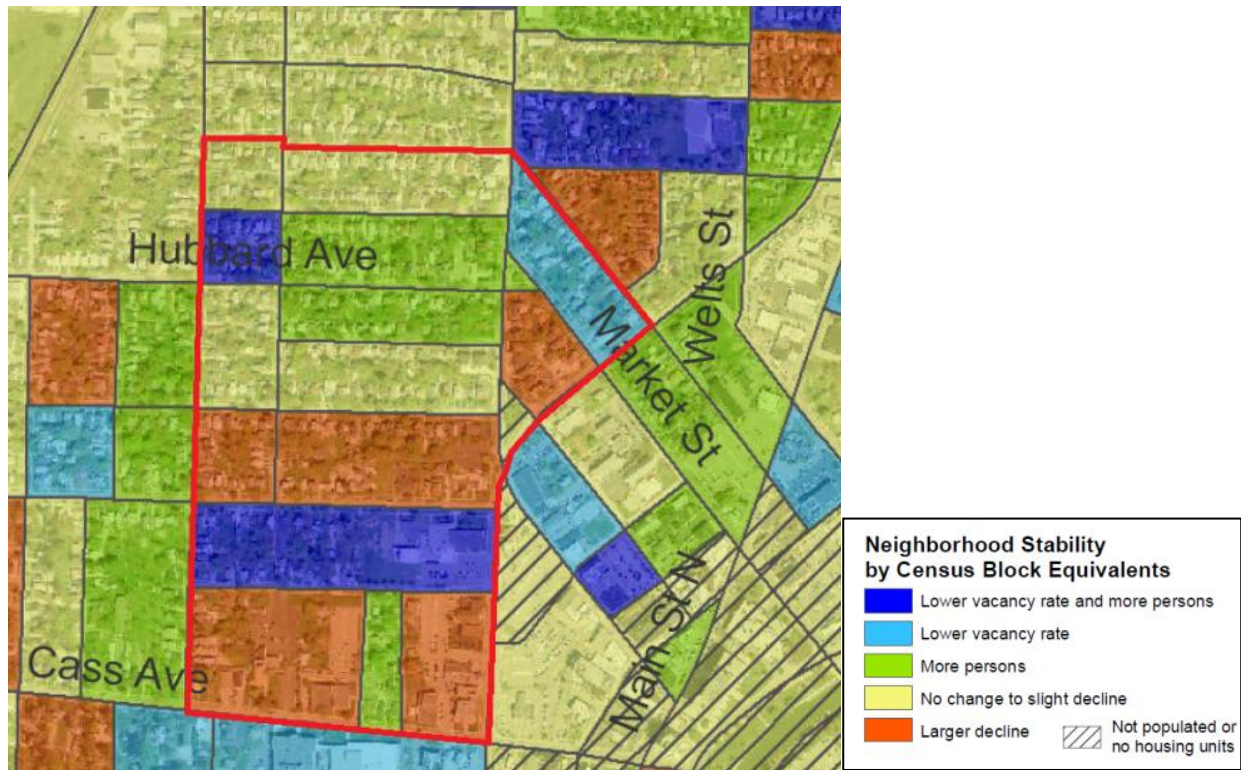 Hubbard Ave
Welts St
Market St
Main St N
Cass Ave
Neighborhood Stability
by Census Block Equivalents
Lower vacancy rate and more persons
Lower vacancy rate
More persons
No change to slight decline
Larger decline
Not populated or
no housing units